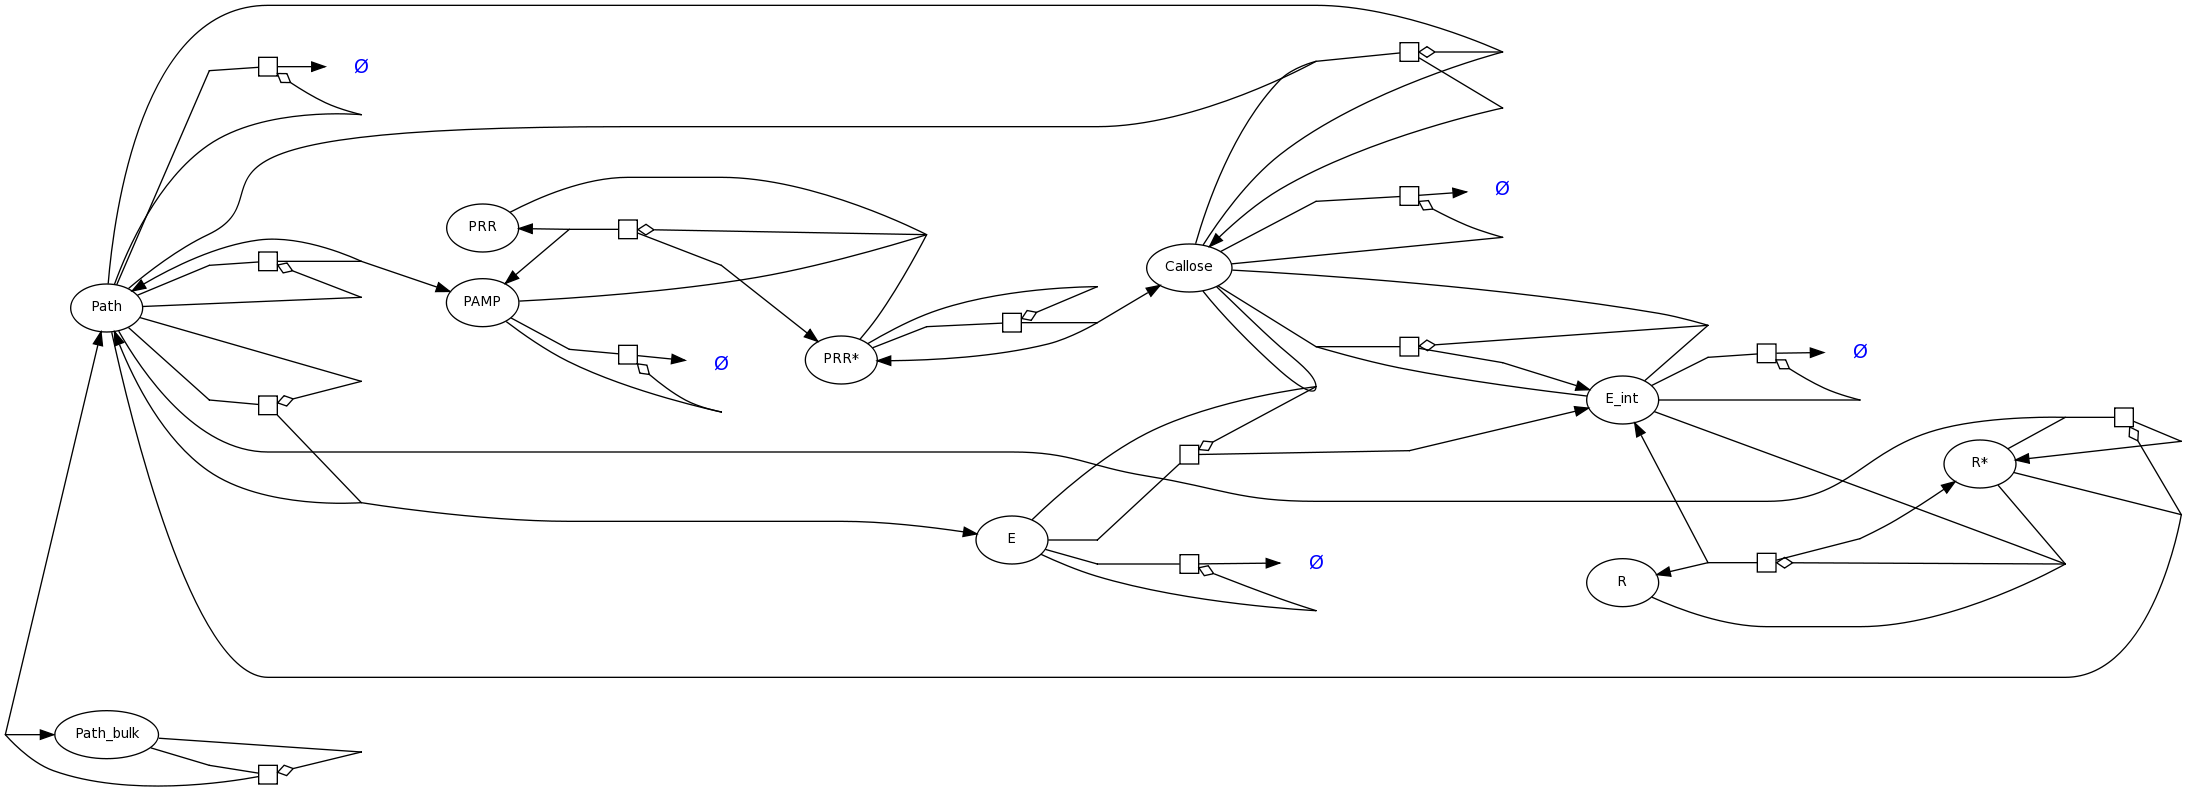 Ø
Ø
PRR
Callose
PAMP
Path
Ø
PRR*
Ø
E_int
R*
E
Ø
R
Path_bulk